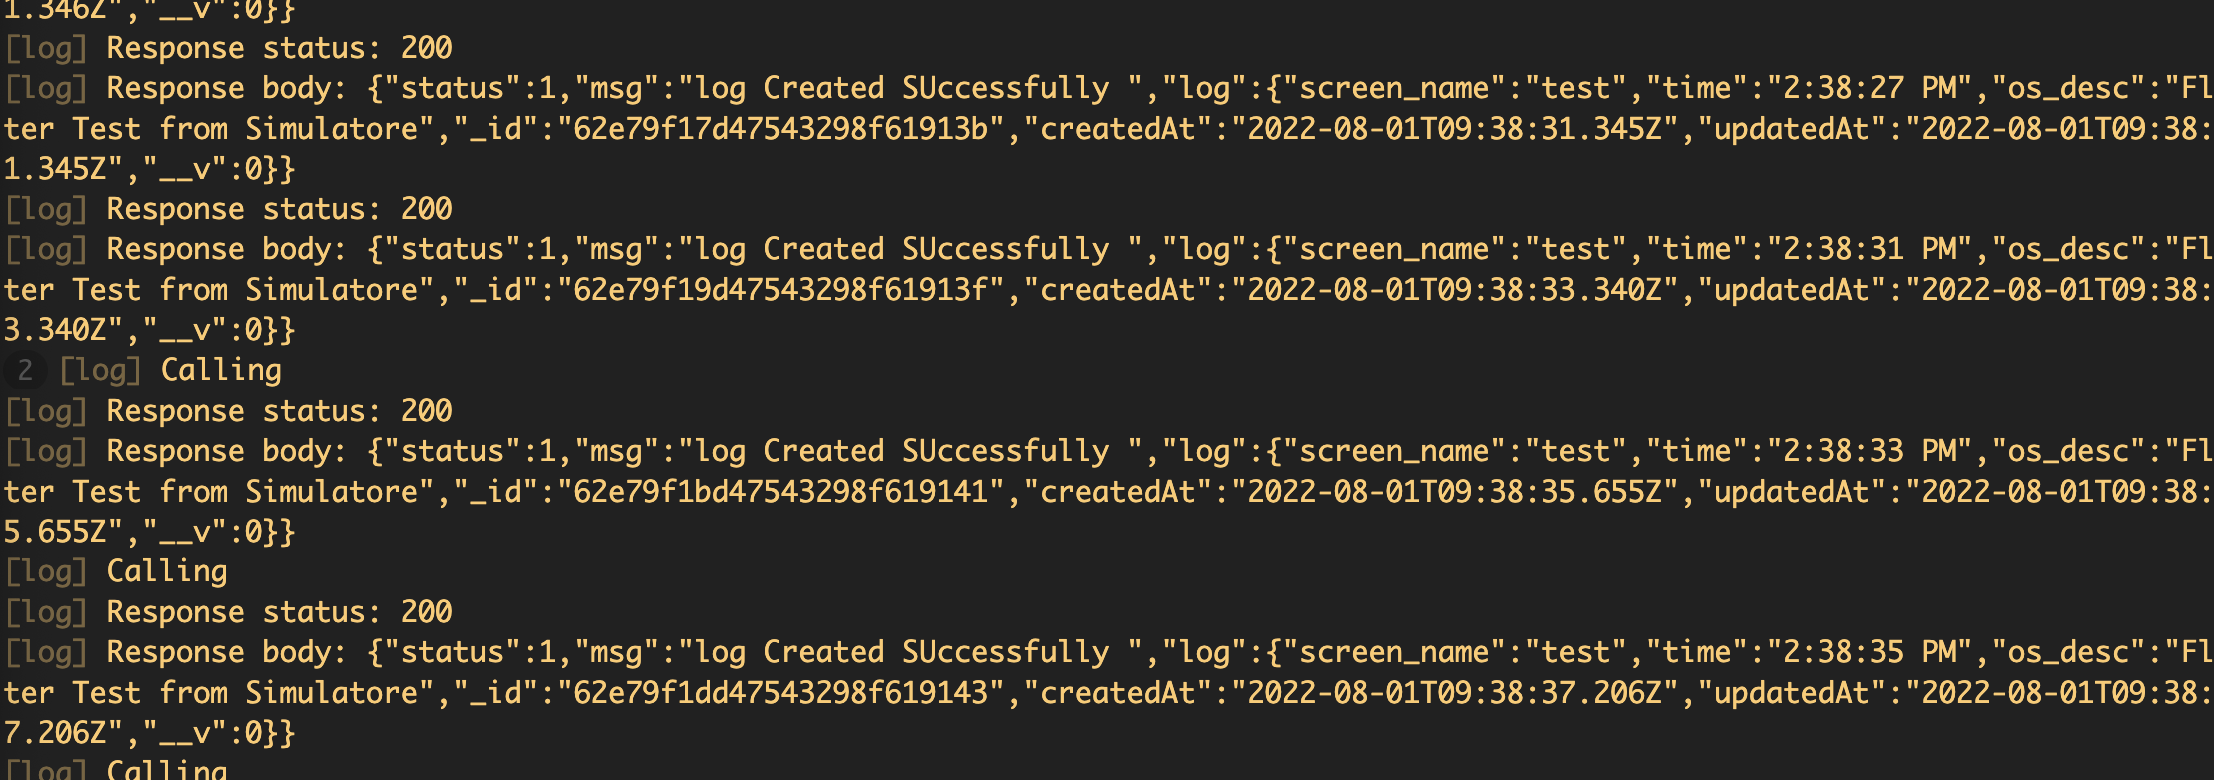 1.346Z","__v":0}}
[log] Response status: 200
[log] Response body: {"status":1,"msg":"log Created SUccessfully ","log":{"screen_name":"test","time":"2:38:27 PM","os_desc":"Fl
ter Test from Simulatore","_id":"62e79f17d47543298f61913b","createdAt":"2022-08-01T09:38:31.345Z","updatedAt":"2022-08-01T09:38:
1.345Z","__v":0}}
[log] Response status: 200
[log] Response body: {"status":1,"msg":"log Created SUccessfully ","log":{"screen_name":"test","time":"2:38:31 PM","os_desc":"Fl
ter Test from Simulatore","_id":"62e79f19d47543298f61913f","createdAt":"2022-08-01T09:38:33.340Z","updatedAt":"2022-08-01T09:38:
3.340Z","__v":0}}
2 [log] Calling
[log] Response status: 200
[log] Response body: {"status":1,"msg":"log Created SUccessfully ","log":{"screen_name":"test","time":"2:38:33 PM","os_desc":"Fl
ter Test from Simulatore","_id":"62e79f1bd47543298f619141","createdAt":"2022-08-01T09:38:35.655Z","updatedAt":"2022-08-01T09:38:
5.655Z","__v":0}}
[log] Calling
[log] Response status: 200
[log] Response body: {"status":1,"msg":"log Created SUccessfully ","log":{"screen_name":"test","time":"2:38:35 PM","os_desc":"Fl
ter Test from Simulatore","_id":"62e79f1dd47543298f619143","createdAt":"2022-08-01T09:38:37.206Z","updatedAt":"2022-08-01T09:38:
7.206Z","__v":0}}
[log] Calling